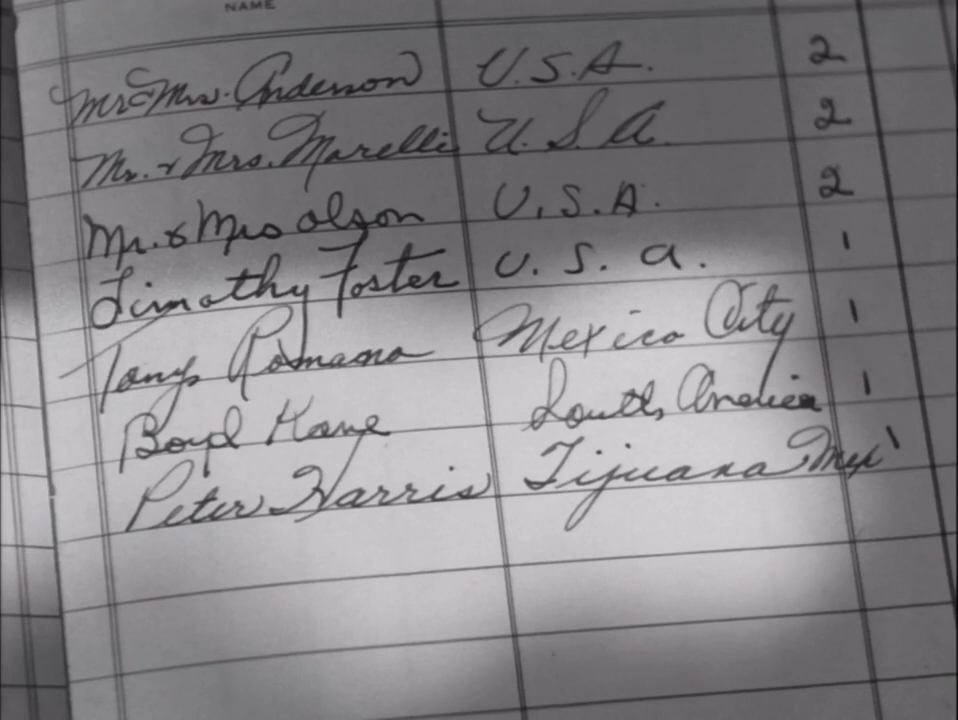 NAME
Mr & Mrs. Anderson U.S.A. 2
Mr. & Mrs. Marelli U.S.A. 2
Mr. & Mrs Olson U.S.A. 2
Timothy Foster U.S.a. 1
Tony Romano Mexico City 1
Boyd Kane South America 1
Peter Harris Tijuana Mex 1